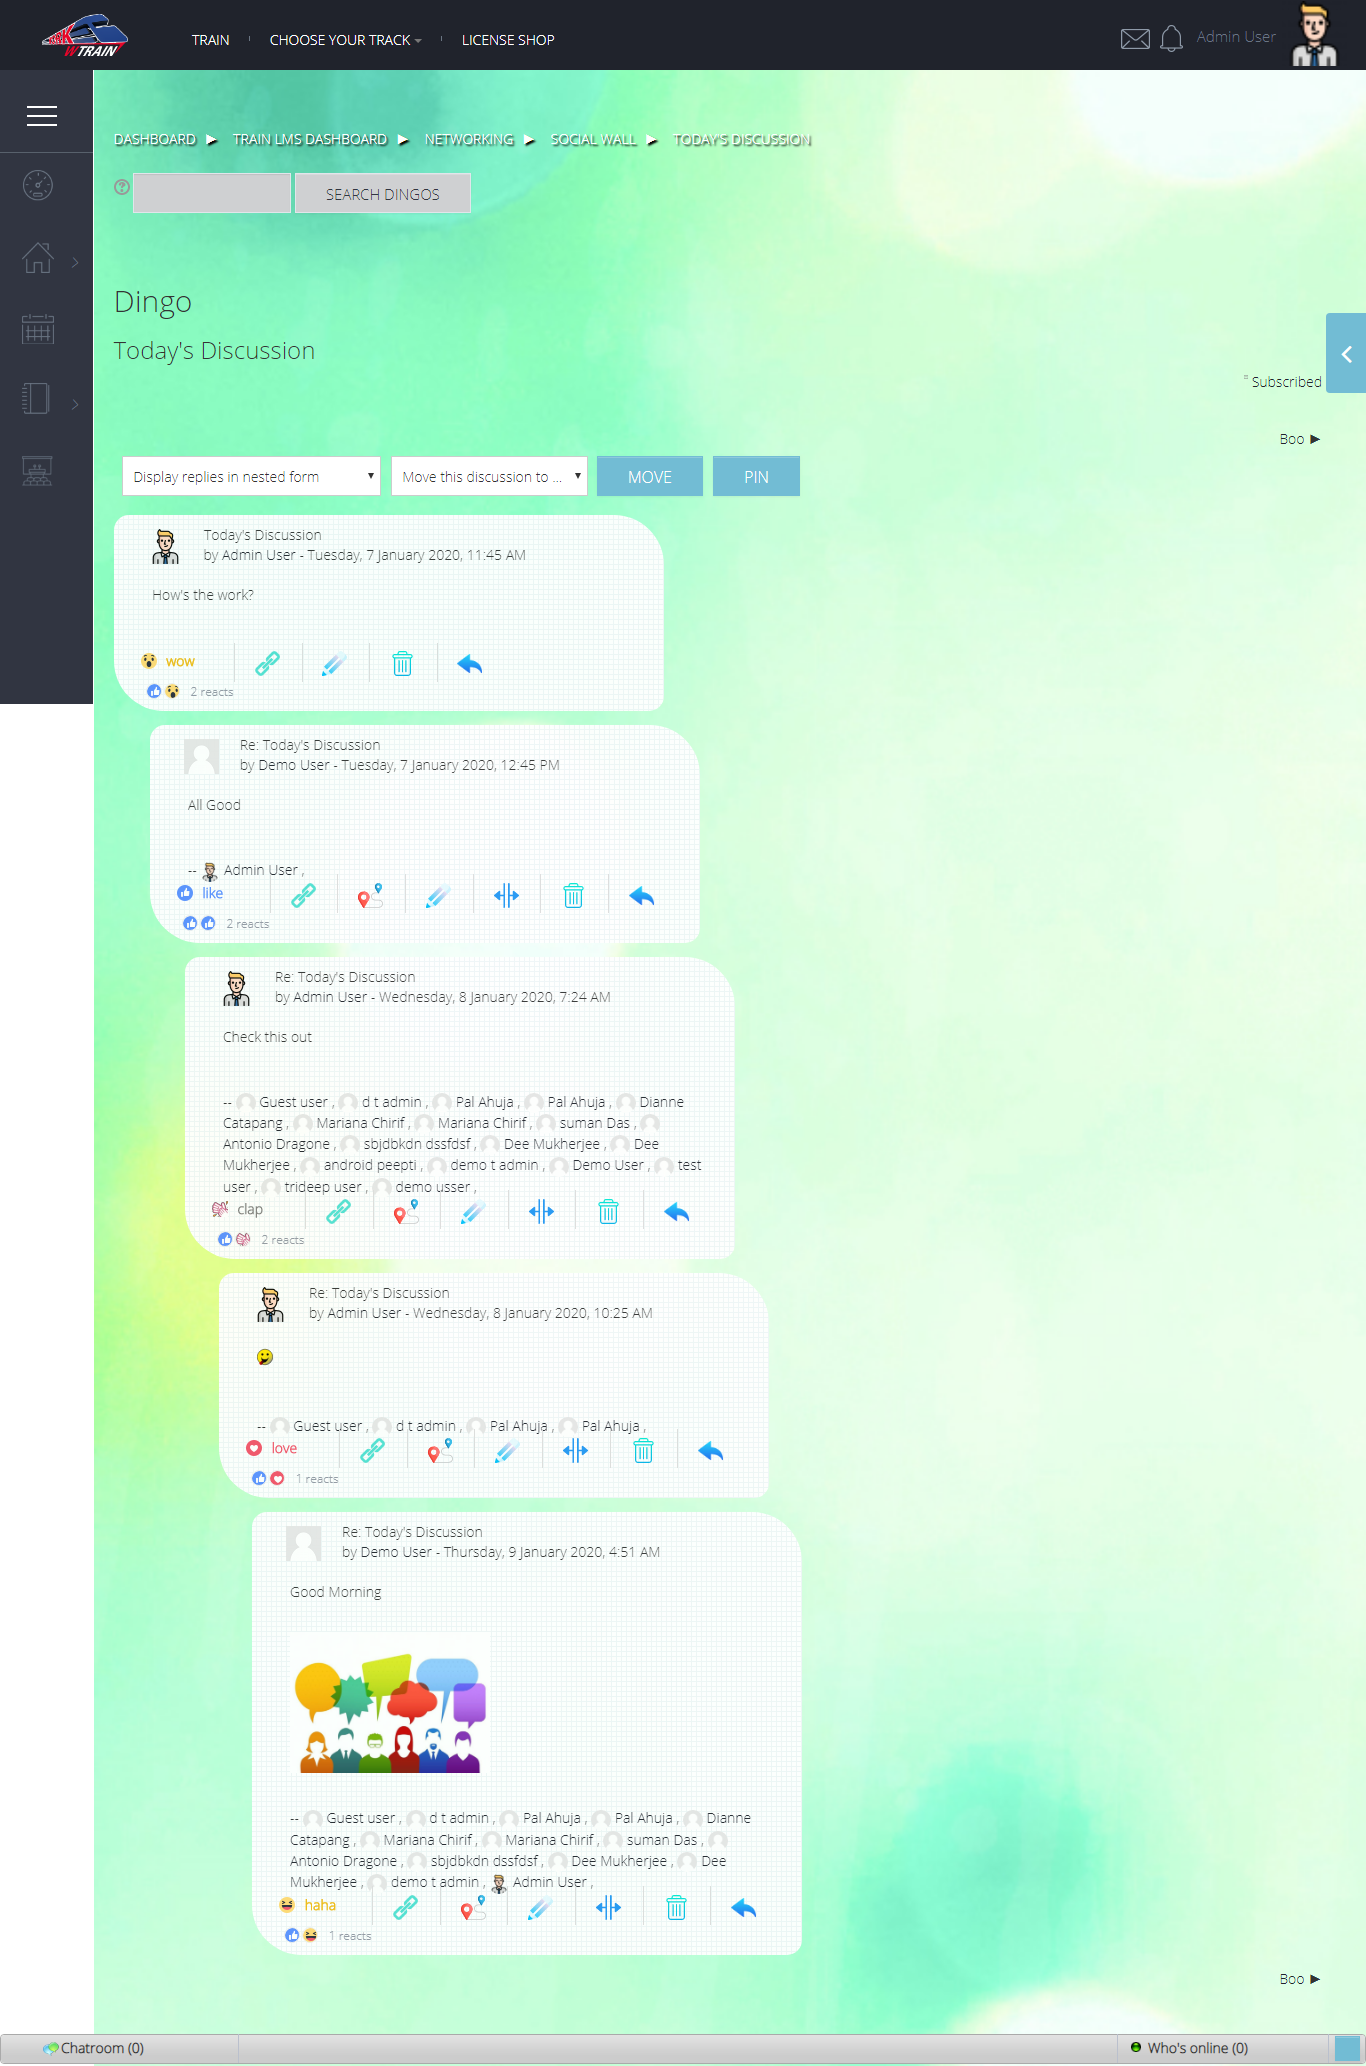 WTRAIN
TRAIN
CHOOSE YOUR TRACK
LICENSE SHOP
Admin User
DASHBOARD ► TRAIN LMS DASHBOARD ► NETWORKING ► SOCIAL WALL ► TODAY'S DISCUSSION
SEARCH DINGOS
Dingo
Today's Discussion
Subscribed
Boo ►
Display replies in nested form
Move this discussion to ...
MOVE
PIN
Today's Discussion
by Admin User - Tuesday, 7 January 2020, 11:45 AM
How's the work?
wow
2 reacts
Re: Today's Discussion
by Demo User - Tuesday, 7 January 2020, 12:45 PM
All Good
-- Admin User ,
like
2 reacts
Re: Today's Discussion
by Admin User - Wednesday, 8 January 2020, 7:24 AM
Check this out
-- Guest user , d t admin , Pal Ahuja , Pal Ahuja , Dianne
Catapang , Mariana Chirif , Mariana Chirif , suman Das ,
Antonio Dragone , sbjdbkdn dssfdsf , Dee Mukherjee , Dee
Mukherjee , android peepti , demo t admin , Demo User , test
user , trideep user , demo usser ,
clap
2 reacts
Re: Today's Discussion
by Admin User - Wednesday, 8 January 2020, 10:25 AM
-- Guest user , d t admin , Pal Ahuja , Pal Ahuja ,
love
1 reacts
Re: Today's Discussion
by Demo User - Thursday, 9 January 2020, 4:51 AM
Good Morning
-- Guest user , d t admin , Pal Ahuja , Pal Ahuja , Dianne
Catapang , Mariana Chirif , Mariana Chirif , suman Das ,
Antonio Dragone , sbjdbkdn dssfdsf , Dee Mukherjee , Dee
Mukherjee , demo t admin , Admin User ,
haha
1 reacts
Boo ►
Chatroom (0)
Who's online (0)